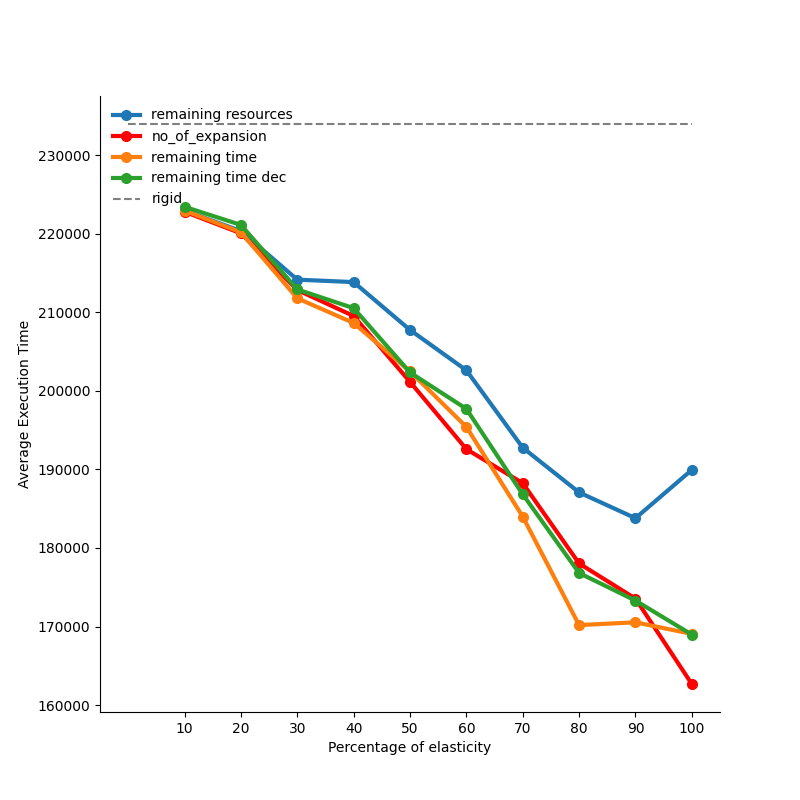 remaining resources
no_of_expansion
remaining time
remaining time dec
rigid
230000
220000
210000
200000
190000
180000
170000
160000
Average Execution Time
10 20 30 40 50 60 70 80 90 100
Percentage of elasticity